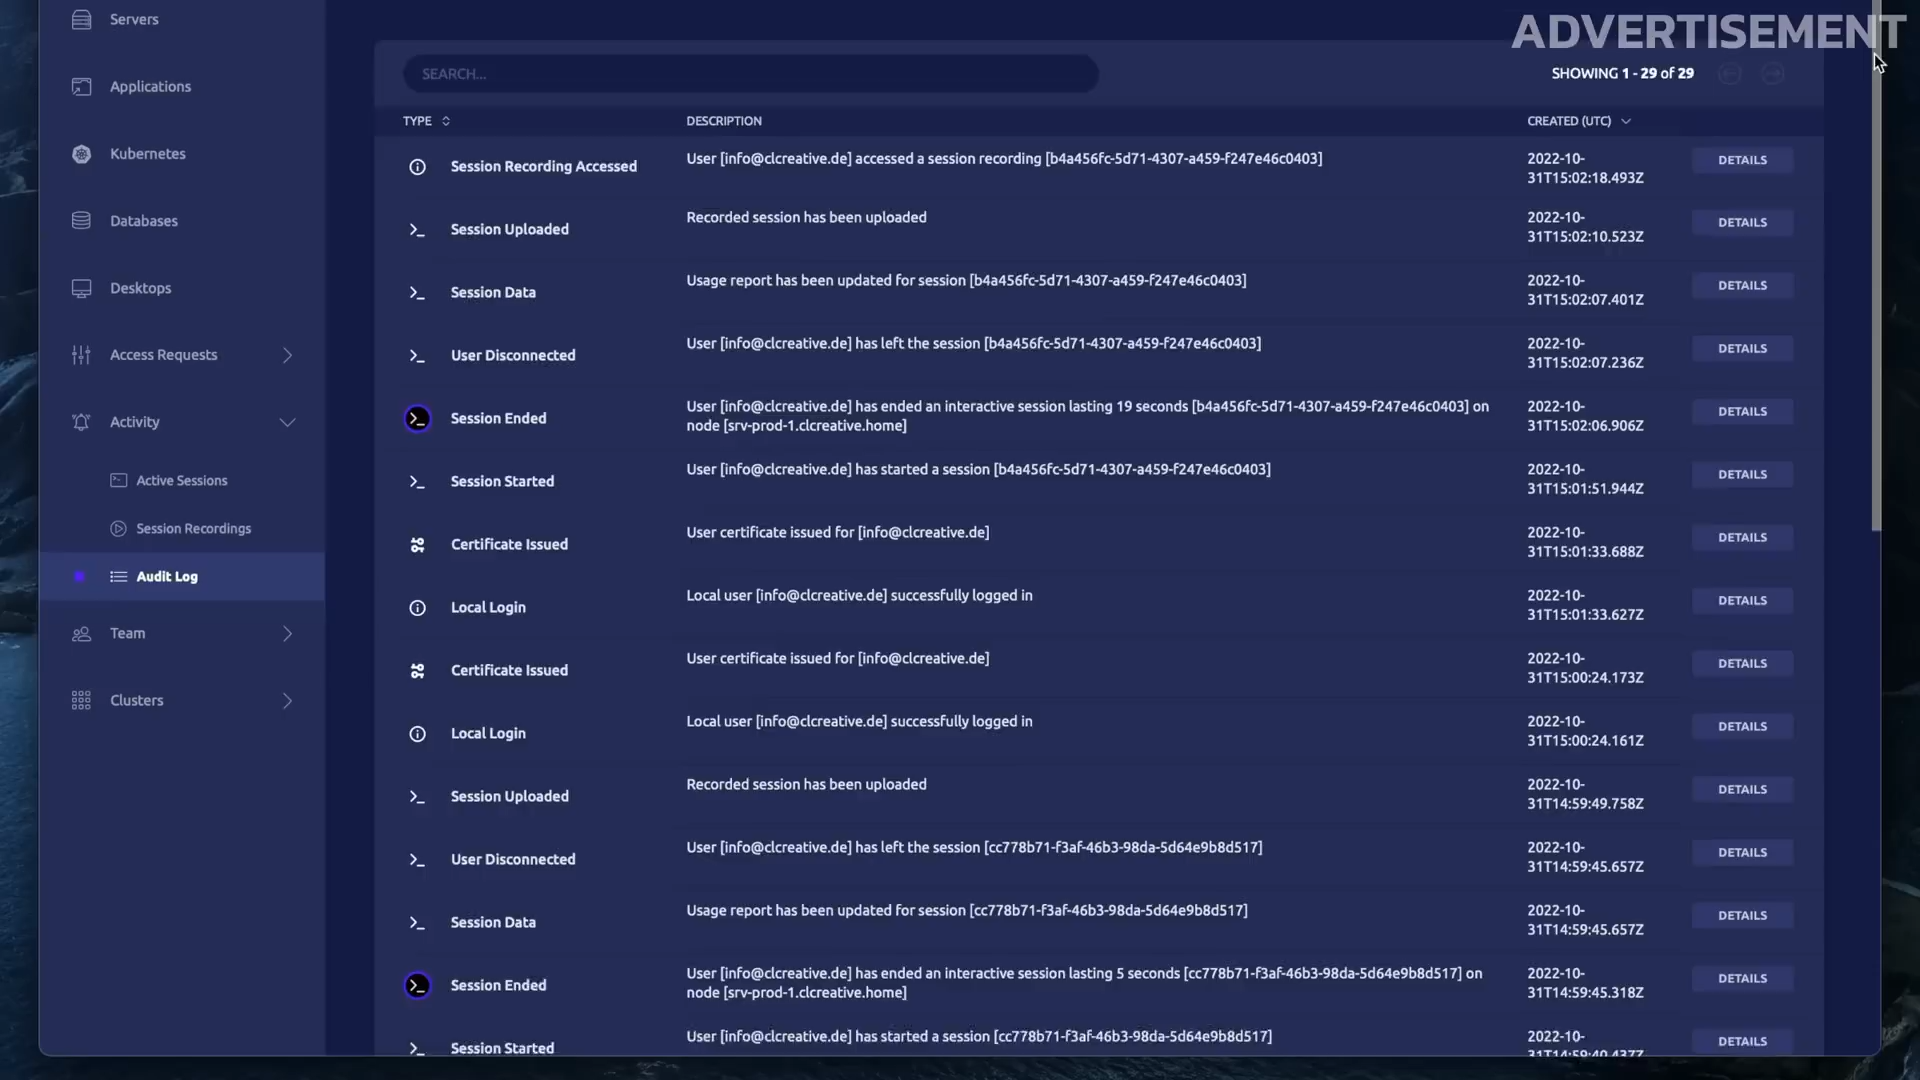 ADVERTISEMENT
Servers
Applications
Kubernetes
Databases
Desktops
Access Requests
Activity
Active Sessions
Session Recordings
Audit Log
Team
Clusters
SEARCH...
SHOWING 1 - 29 of 29
TYPE DESCRIPTION CREATED (UTC)
Session Recording Accessed
User [info@clcreative.de] accessed a session recording [b4a456fc-5d71-4307-a459-f247e46c0403]
2022-10-
31T15:02:18.493Z
DETAILS
Session Uploaded
Recorded session has been uploaded
2022-10-
31T15:02:10.523Z
DETAILS
Session Data
Usage report has been updated for session [b4a456fc-5d71-4307-a459-f247e46c0403]
2022-10-
31T15:02:07.401Z
DETAILS
User Disconnected
User [info@clcreative.de] has left the session [b4a456fc-5d71-4307-a459-f247e46c0403]
2022-10-
31T15:02:07.236Z
DETAILS
Session Ended
User [info@clcreative.de] has ended an interactive session lasting 19 seconds [b4a456fc-5d71-4307-a459-f247e46c0403] on
node [srv-prod-1.clcreative.home]
2022-10-
31T15:02:06.906Z
DETAILS
Session Started
User [info@clcreative.de] has started a session [b4a456fc-5d71-4307-a459-f247e46c0403]
2022-10-
31T15:01:51.944Z
DETAILS
Certificate Issued
User certificate issued for [info@clcreative.de]
2022-10-
31T15:01:33.688Z
DETAILS
Local Login
Local user [info@clcreative.de] successfully logged in
2022-10-
31T15:01:33.627Z
DETAILS
Certificate Issued
User certificate issued for [info@clcreative.de]
2022-10-
31T15:00:24.173Z
DETAILS
Local Login
Local user [info@clcreative.de] successfully logged in
2022-10-
31T15:00:24.161Z
DETAILS
Session Uploaded
Recorded session has been uploaded
2022-10-
31T14:59:49.758Z
DETAILS
User Disconnected
User [info@clcreative.de] has left the session [cc778b71-f3af-46b3-98da-5d64e9b8d517]
2022-10-
31T14:59:45.657Z
DETAILS
Session Data
Usage report has been updated for session [cc778b71-f3af-46b3-98da-5d64e9b8d517]
2022-10-
31T14:59:45.657Z
DETAILS
Session Ended
User [info@clcreative.de] has ended an interactive session lasting 5 seconds [cc778b71-f3af-46b3-98da-5d64e9b8d517] on
node [srv-prod-1.clcreative.home]
2022-10-
31T14:59:45.318Z
DETAILS
Session Started
User [info@clcreative.de] has started a session [cc778b71-f3af-46b3-98da-5d64e9b8d517]
2022-10-
31T14:59:40.437Z
DETAILS